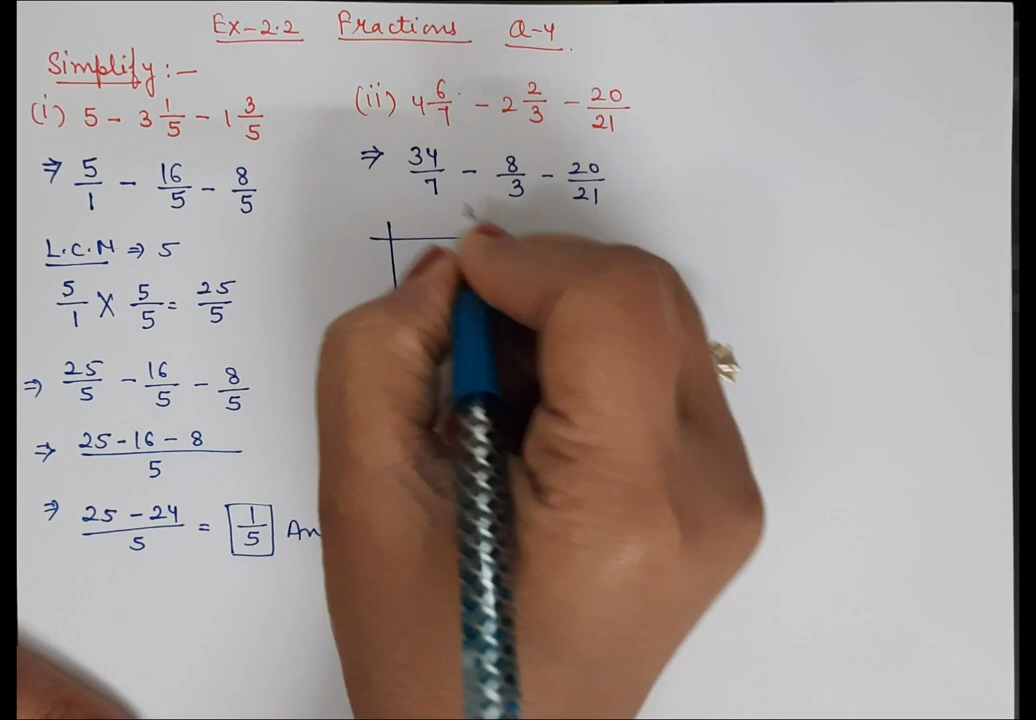 Ex-2.2 Fractions Q-4.
Simplify:-
(i) 5 - 3 1/5 - 1 3/5
⇒ 5/1 - 16/5 - 8/5
L.C.M ⇒ 5
5/1 X 5/5 = 25/5
⇒ 25/5 - 16/5 - 8/5
⇒ 25-16-8/5
⇒ 25-24/5 = 1/5
(ii) 4 6/7 - 2 2/3 - 20/21
⇒ 34/7 - 8/3 - 20/21